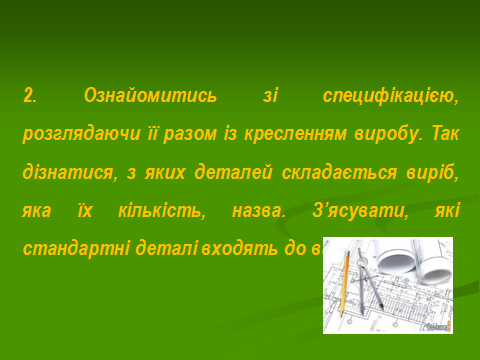 2. Ознайомитись зі специфікацією,
розглядаючи її разом із кресленням виробу. Так
дізнатися, з яких деталей складається виріб,
яка їх кількість, назва. З’ясувати, які
стандартні деталі входять до